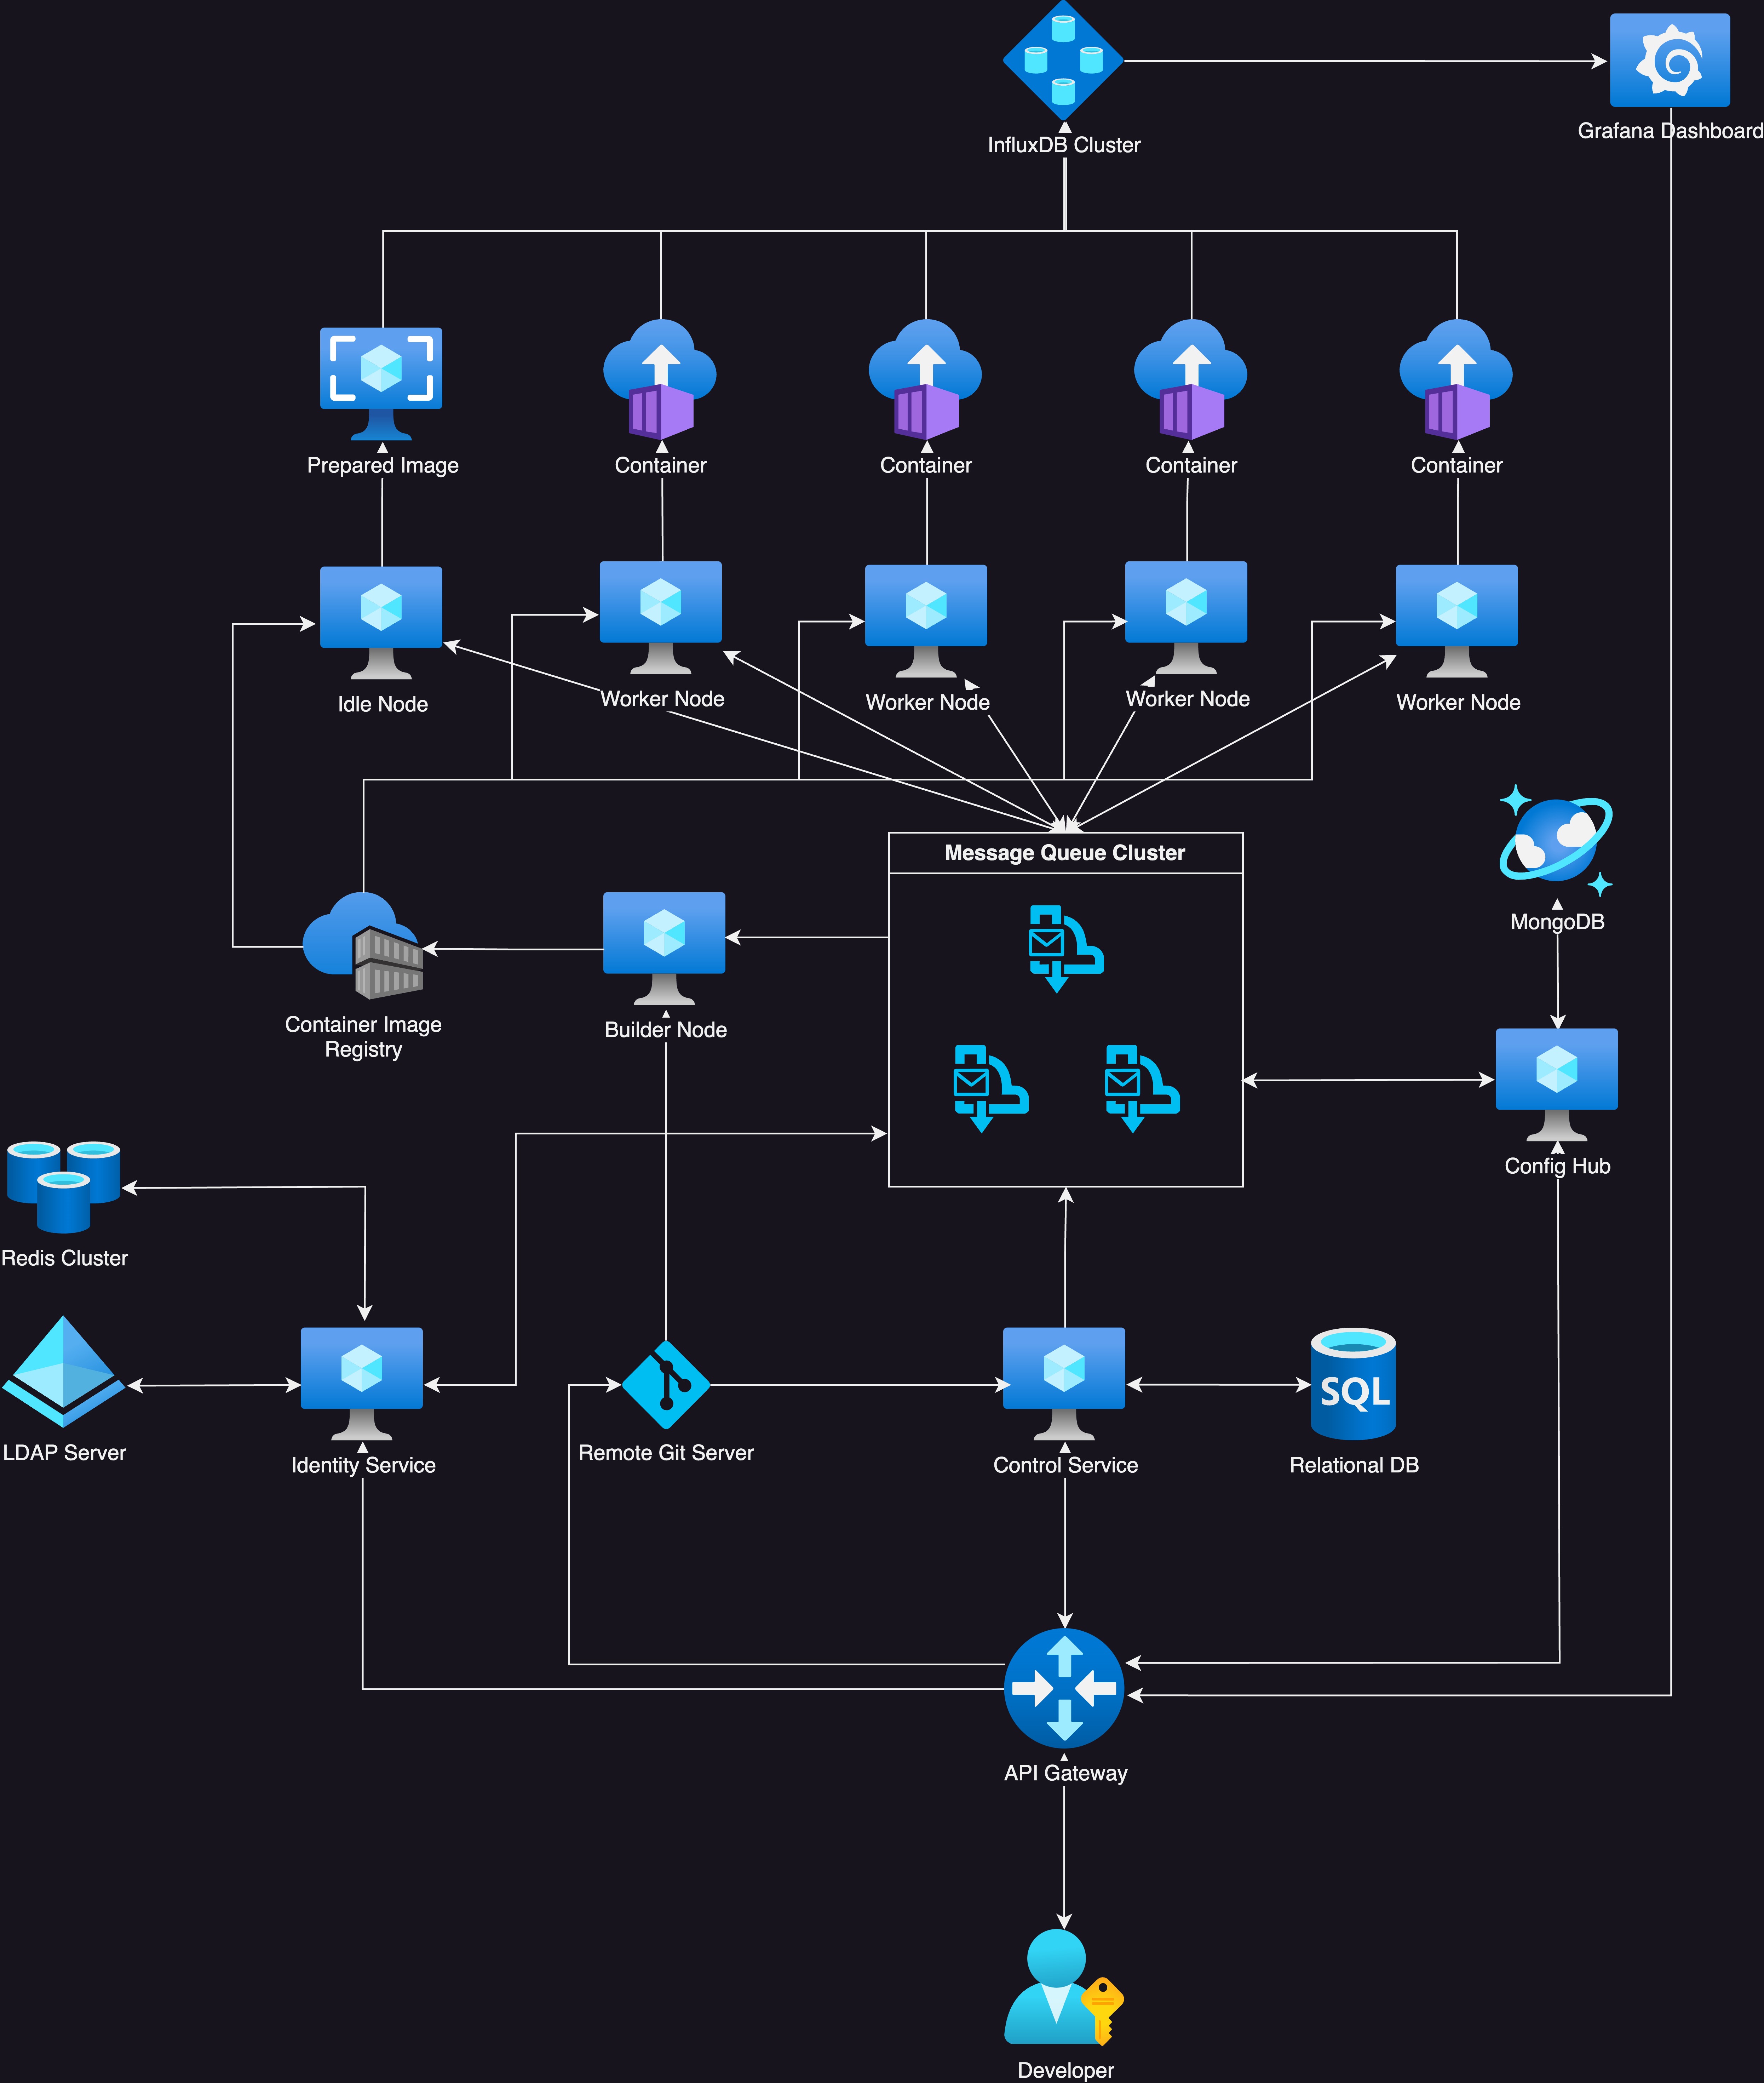 InfluxDB Cluster
Grafana Dashboard
Prepared Image
Container
Container
Container
Container
Idle Node
Worker Node
Worker Node
Worker Node
Worker Node
Message Queue Cluster
MongoDB
Container Image
Registry
Builder Node
Config Hub
Redis Cluster
SQL
LDAP Server
Identity Service
Remote Git Server
Control Service
Relational DB
API Gateway
Developer